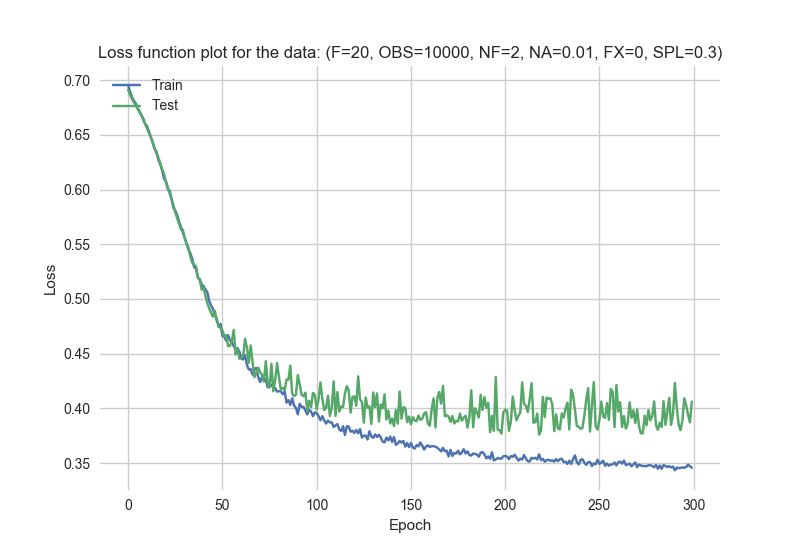 Loss function plot for the data: (F=20, OBS=10000, NF=2, NA=0.01, FX=0, SPL=0.3)
0.70
Train
Test
0.65
0.60
0.55
Loss
0.50
0.45
0.40
0.35
0 50 100 150 200 250 300
Epoch